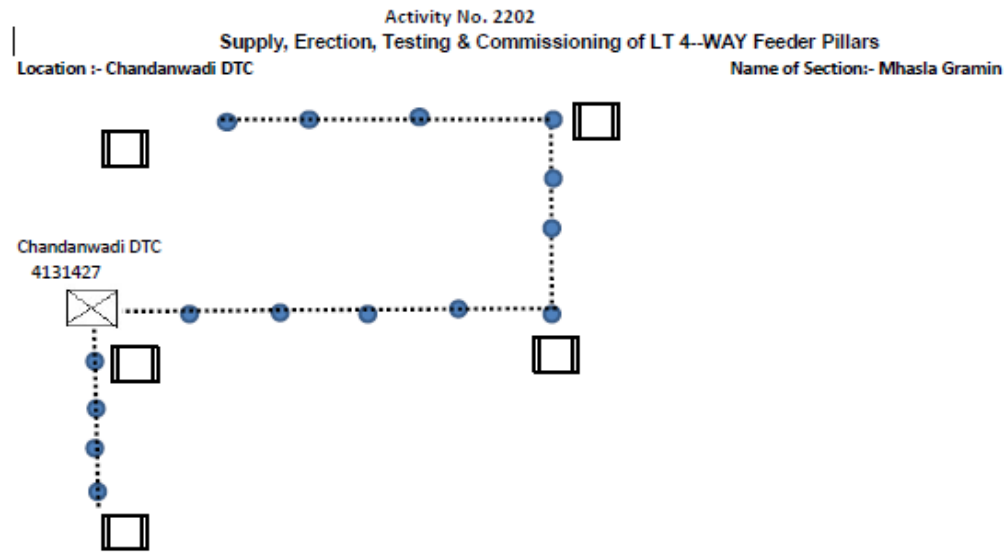 Activity No. 2202
Supply, Erection, Testing & Commissioning of LT 4--WAY Feeder Pillars
Location :- Chandanwadi DTC
Name of Section:- Mhasla Gramin
Chandanwadi DTC
4131427